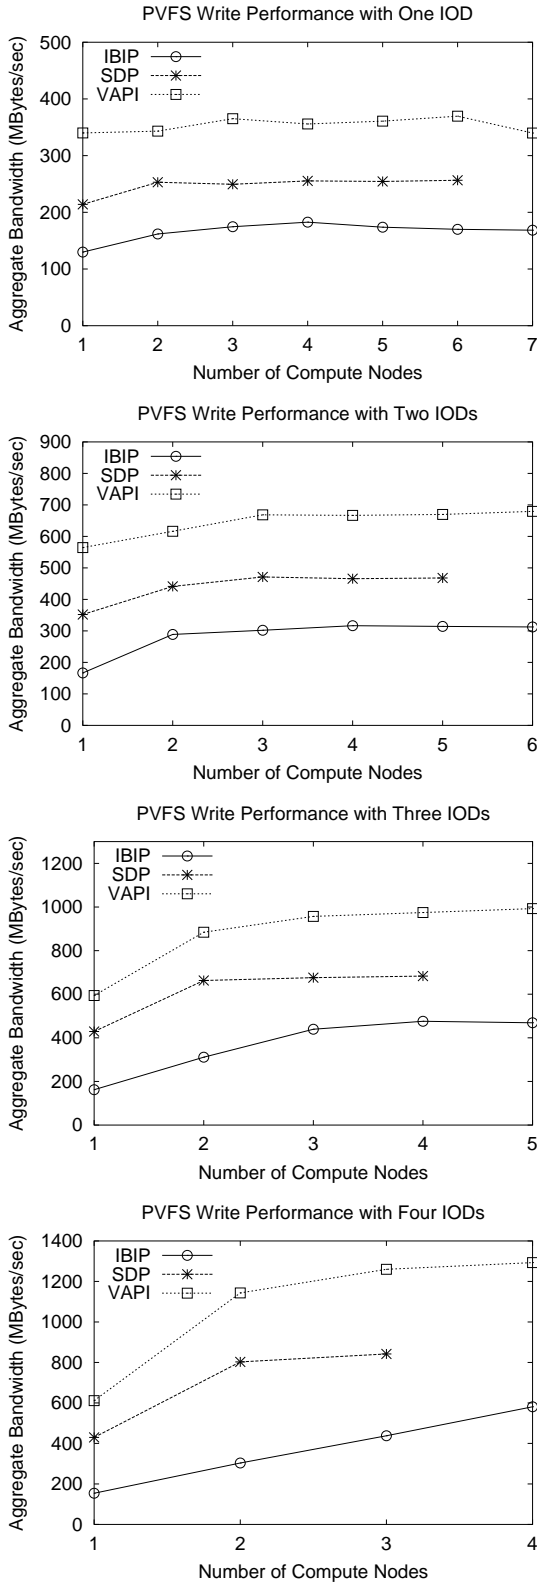 PVFS Write Performance with One IOD
Aggregate Bandwidth (MBytes/sec)
500
400
300
200
100
0
IBIP
SDP
VAPI
1 2 3 4 5 6 7
Number of Compute Nodes
PVFS Write Performance with Two IODs
Aggregate Bandwidth (MBytes/sec)
900
800
700
600
500
400
300
200
100
0
IBIP
SDP
VAPI
1 2 3 4 5 6
Number of Compute Nodes
PVFS Write Performance with Three IODs
Aggregate Bandwidth (MBytes/sec)
1200
1000
800
600
400
200
0
IBIP
SDP
VAPI
1 2 3 4 5
Number of Compute Nodes
PVFS Write Performance with Four IODs
Aggregate Bandwidth (MBytes/sec)
1400
1200
1000
800
600
400
200
0
IBIP
SDP
VAPI
1 2 3 4
Number of Compute Nodes